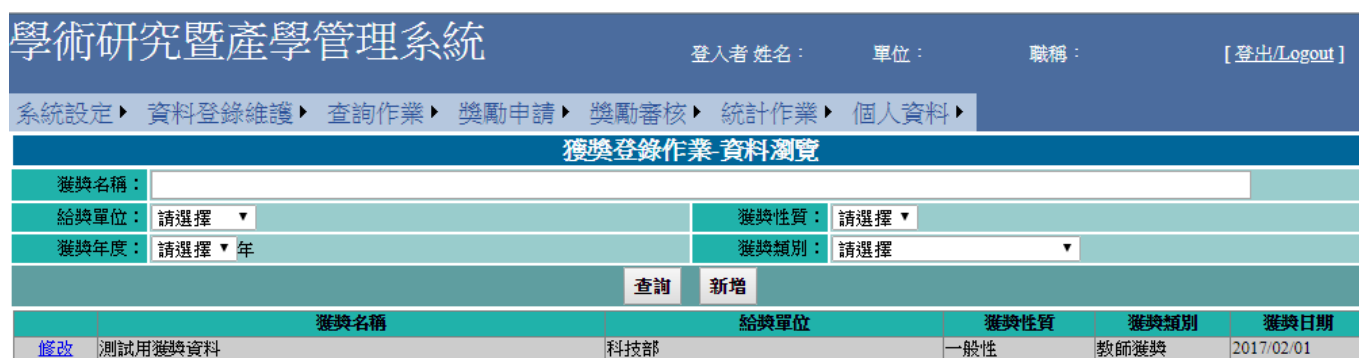 學術研究暨產學管理系統 登入者 姓名： 單位： 職稱： [ 登出/Logout ]
系統設定 資料登錄維護 查詢作業 獎勵申請 獎勵審核 統計作業 個人資料
獲獎登錄作業-資料瀏覽
獲獎名稱：
給獎單位： 請選擇 獲獎性質： 請選擇
獲獎年度： 請選擇 年 獲獎類別： 請選擇
查詢 新增
獲獎名稱 給獎單位 獲獎性質 獲獎類別 獲獎日期
修改 測試用獲獎資料 科技部 一般性 教師獲獎 2017/02/01